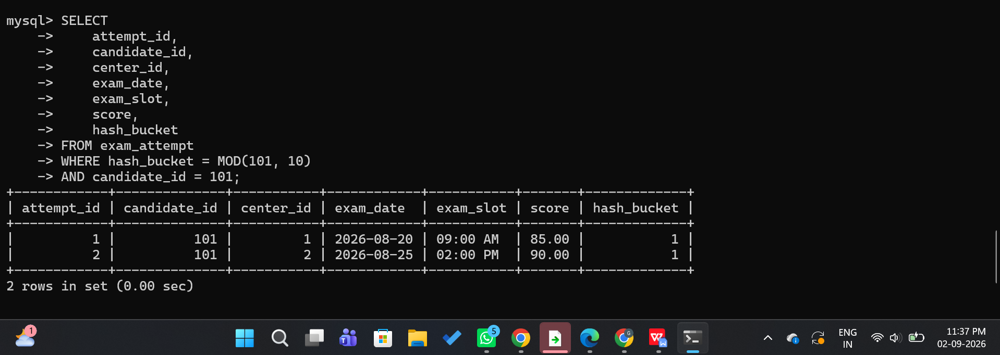 mysql> SELECT
    ->     attempt_id,
    ->     candidate_id,
    ->     center_id,
    ->     exam_date,
    ->     exam_slot,
    ->     score,
    ->     hash_bucket
    -> FROM exam_attempt
    -> WHERE hash_bucket = MOD(101, 10)
    -> AND candidate_id = 101;
+------------+--------------+-----------+------------+-----------+-------+-------------+
| attempt_id | candidate_id | center_id | exam_date  | exam_slot | score | hash_bucket |
+------------+--------------+-----------+------------+-----------+-------+-------------+
|          1 |          101 |         1 | 2026-08-20 | 09:00 AM  | 85.00 |           1 |
|          2 |          101 |         2 | 2026-08-25 | 02:00 PM  | 90.00 |           1 |
+------------+--------------+-----------+------------+-----------+-------+-------------+
2 rows in set (0.00 sec)
1
T
5
G
W
ENG
IN
11:37 PM
02-09-2026